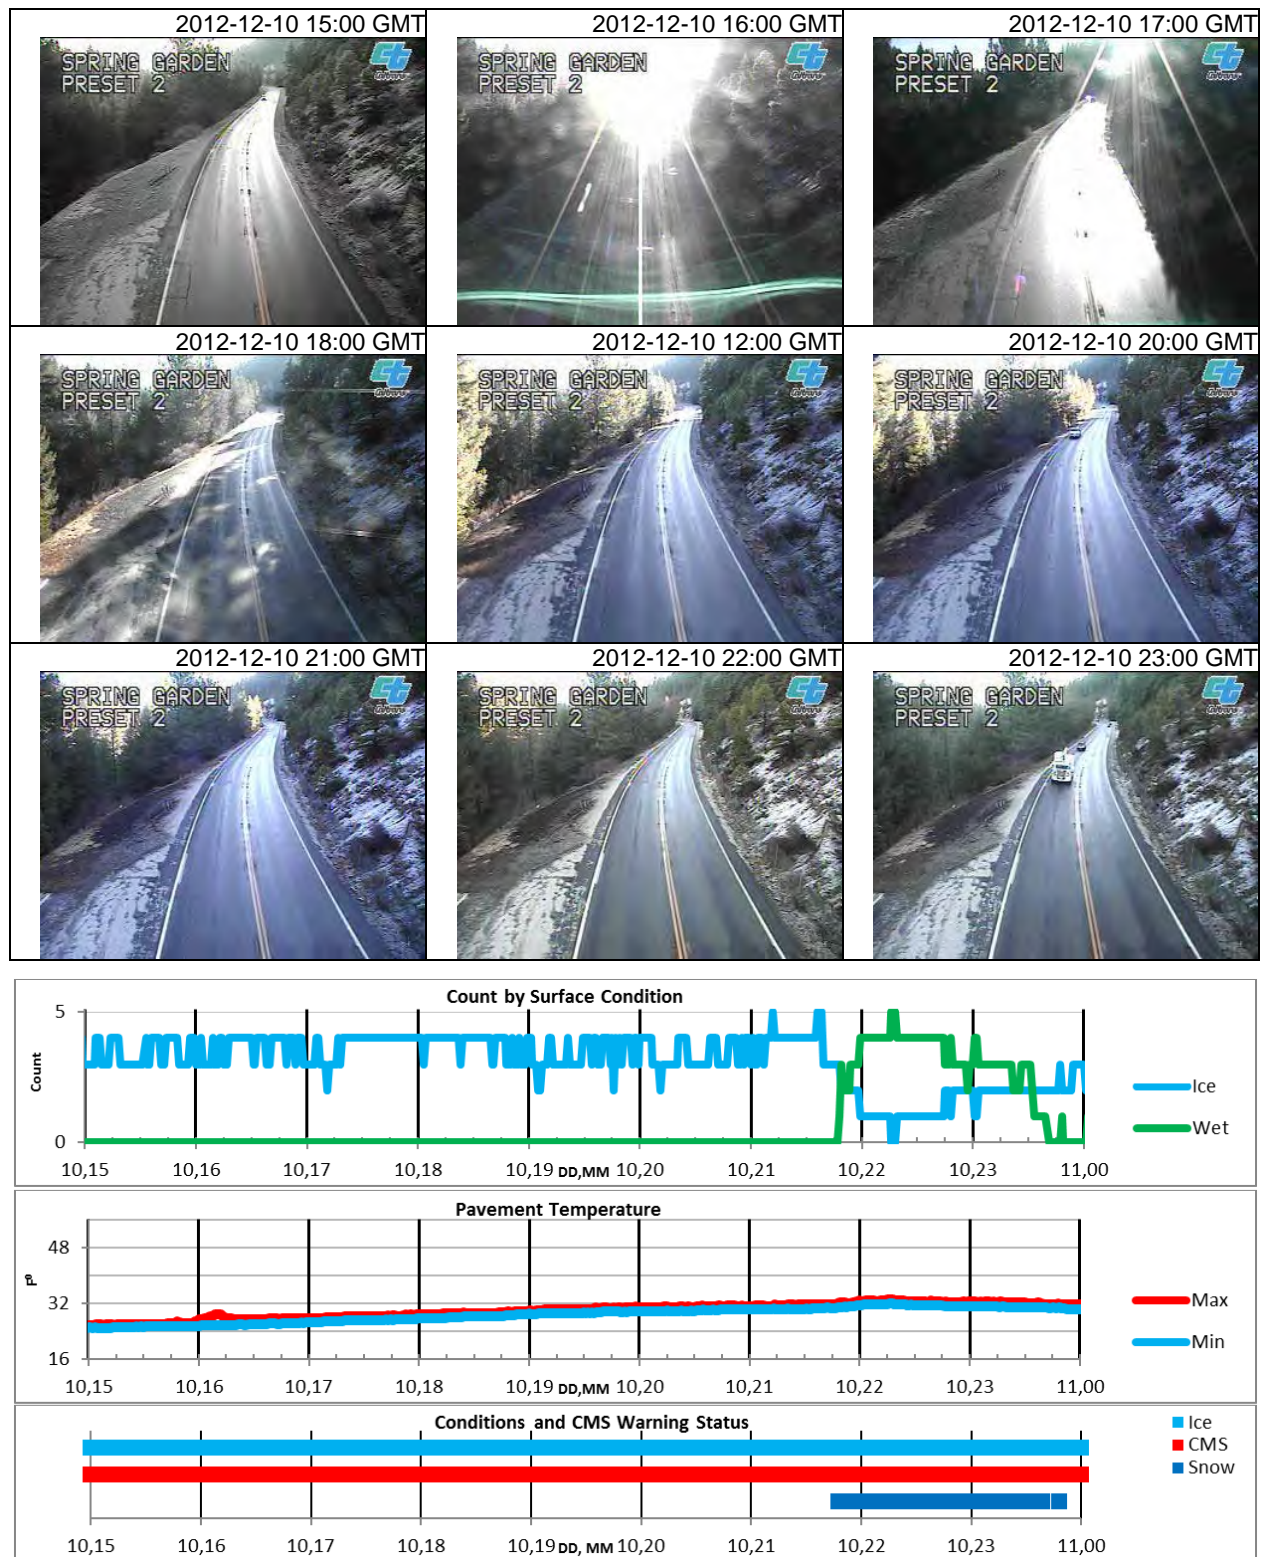 2012-12-10 15:00 GMT
2012-12-10 16:00 GMT
2012-12-10 17:00 GMT
SPRING GARDEN
PRESET 2
SPRING GARDEN
PRESET 2
SPRING GARDEN
PRESET 2
2012-12-10 18:00 GMT
2012-12-10 12:00 GMT
2012-12-10 20:00 GMT
SPRING GARDEN
PRESET 2
SPRING GARDEN
PRESET 2
SPRING GARDEN
PRESET 2
2012-12-10 21:00 GMT
2012-12-10 22:00 GMT
2012-12-10 23:00 GMT
SPRING GARDEN
PRESET 2
SPRING GARDEN
PRESET 2
SPRING GARDEN
PRESET 2
Count by Surface Condition
5
Count
0
Ice
Wet
10,15 10,16 10,17 10,18 10,19 DD,MM 10,20 10,21 10,22 10,23 11,00
Pavement Temperature
48
F°
32
16
Max
Min
10,15 10,16 10,17 10,18 10,19 DD,MM 10,20 10,21 10,22 10,23 11,00
Conditions and CMS Warning Status
Ice
CMS
Snow
10,15 10,16 10,17 10,18 10,19 DD, MM 10,20 10,21 10,22 10,23 11,00